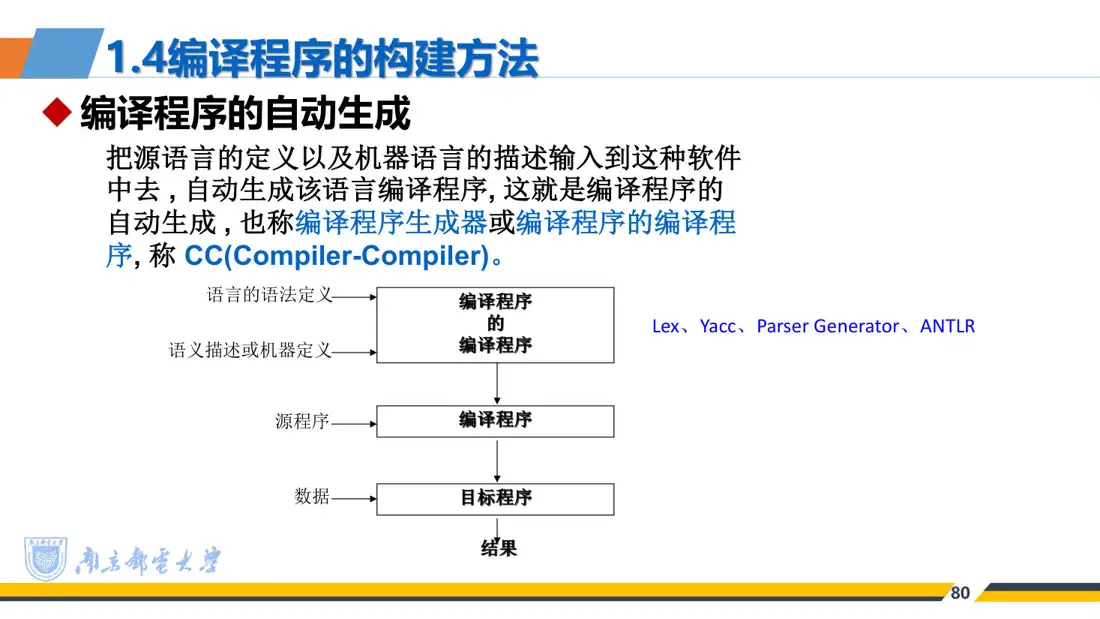 1.4编译程序的构建方法
编译程序的自动生成
把源语言的定义以及机器语言的描述输入到这种软件
中去,自动生成该语言编译程序,这就是编译程序的
自动生成,也称编译程序生成器或编译程序的编译程
序,称 CC(Compiler-Compiler)。
语言的语法定义
编译程序
的
编译程序
语义描述或机器定义
Lex、Yacc、Parser Generator、ANTLR
源程序
编译程序
数据
目标程序
结果
南京邮电大学
80